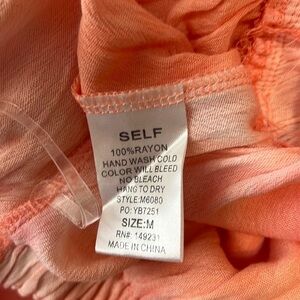 SELF
100%RAYON
HAND WASH COLD
COLOR WILL BLEED
NO BLEACH
HANG TO DRY
STYLE:M6080
PO: YB7251
SIZE:M
RN#: 149231
MADE IN CHINA